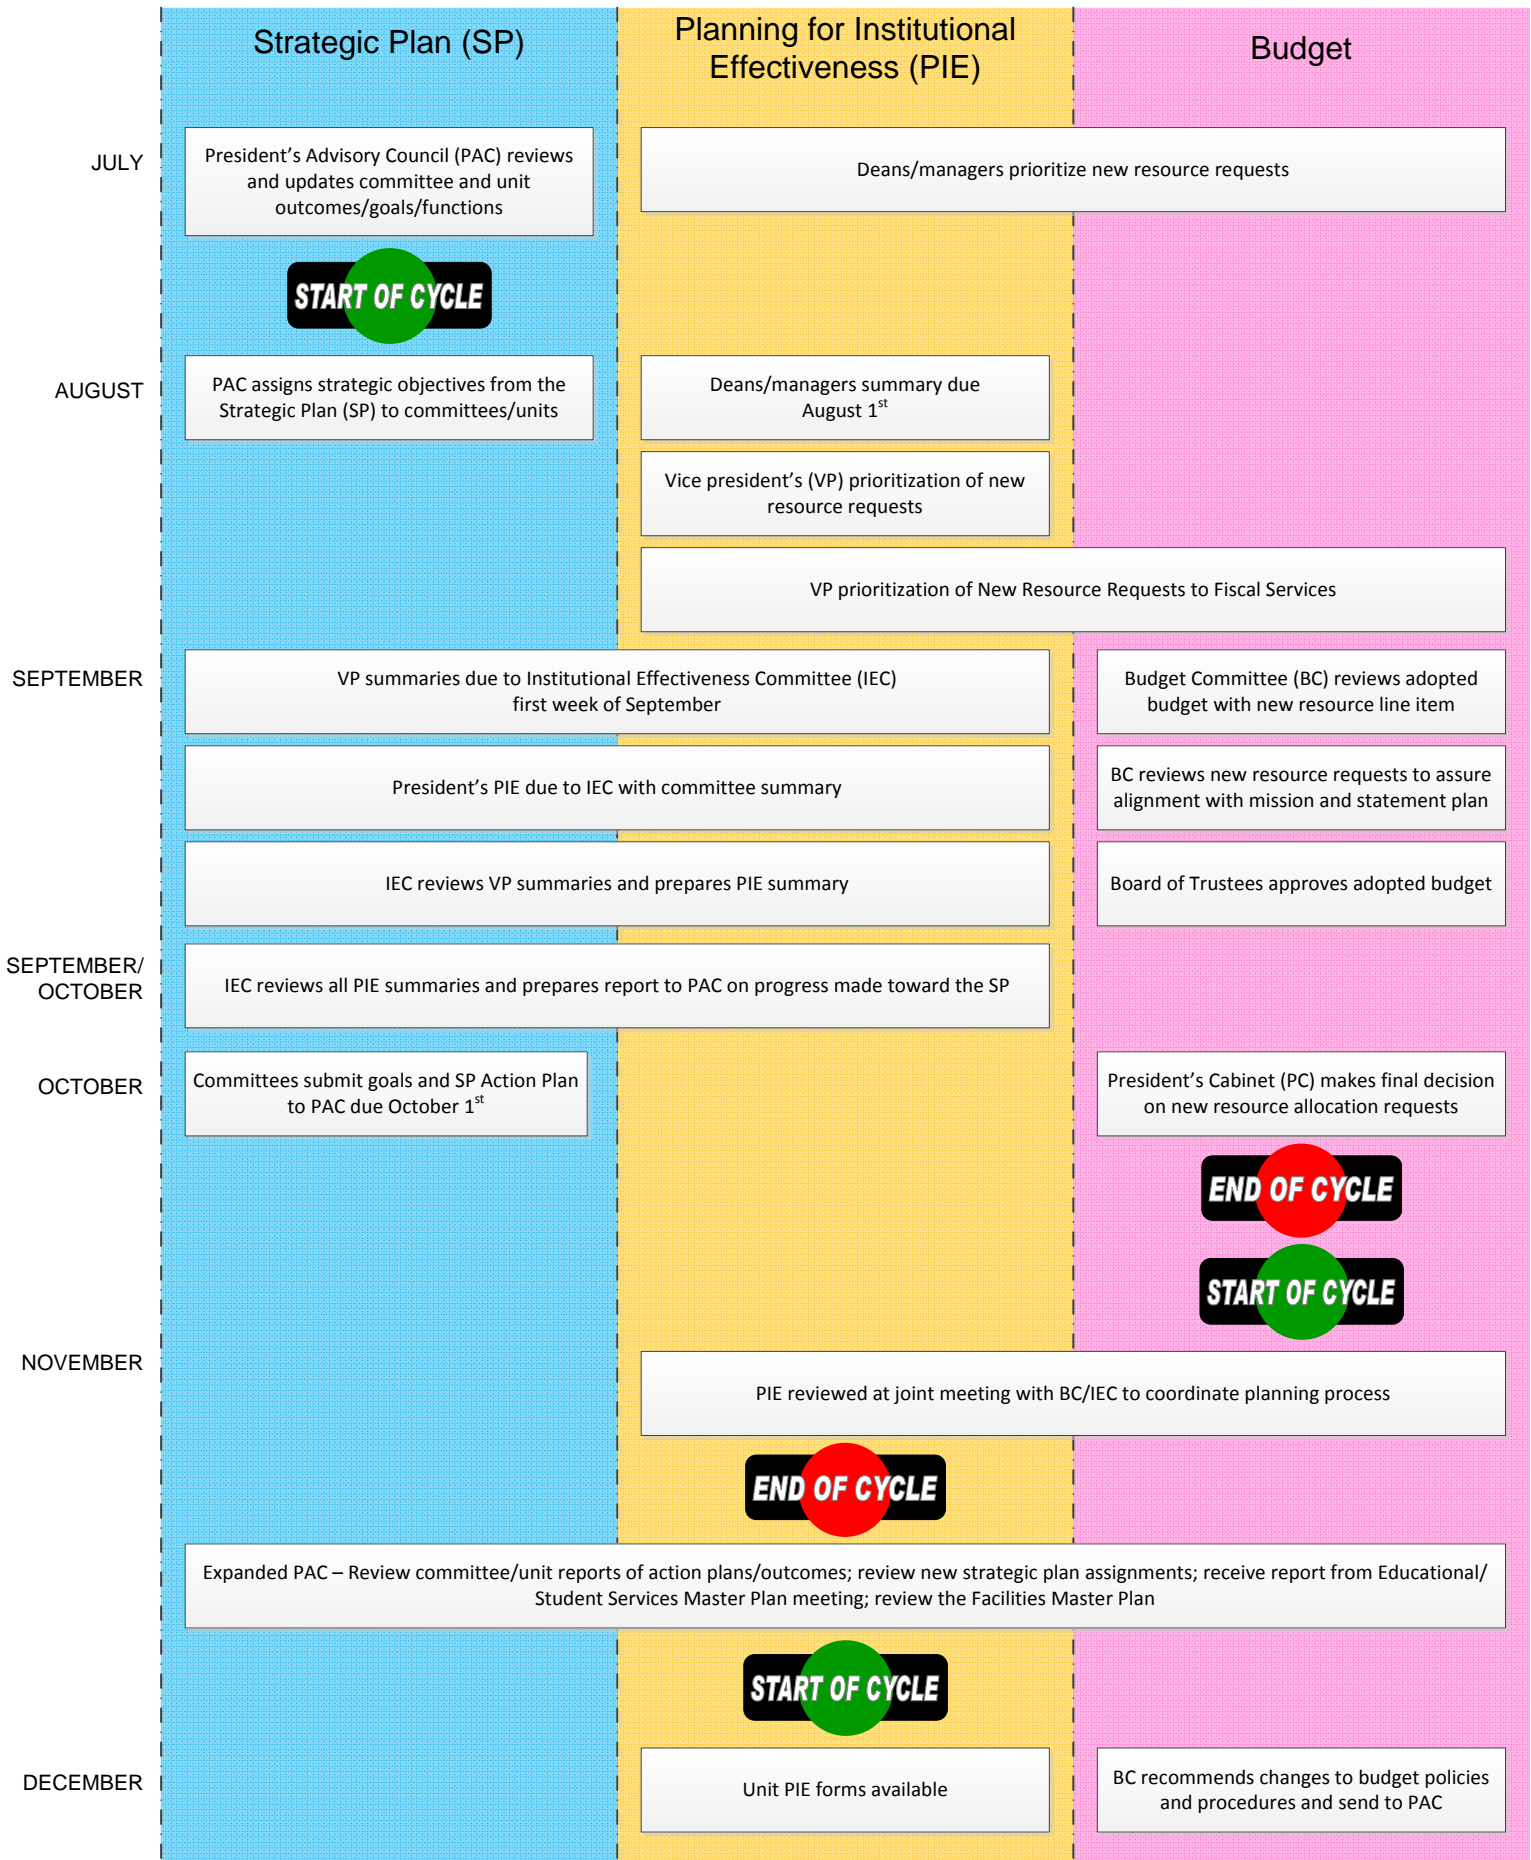 Strategic Plan (SP)
Planning for Institutional
Effectiveness (PIE)
Budget
JULY
President's Advisory Council (PAC) reviews
and updates committee and unit
outcomes/goals/functions
Deans/managers prioritize new resource requests
START OF CYCLE
AUGUST
PAC assigns strategic objectives from the
Strategic Plan (SP) to committees/units
Deans/managers summary due
August 1st
Vice president's (VP) prioritization of new
resource requests
VP prioritization of New Resource Requests to Fiscal Services
SEPTEMBER
VP summaries due to Institutional Effectiveness Committee (IEC)
first week of September
Budget Committee (BC) reviews adopted
budget with new resource line item
President's PIE due to IEC with committee summary
BC reviews new resource requests to assure
alignment with mission and statement plan
IEC reviews VP summaries and prepares PIE summary
Board of Trustees approves adopted budget
SEPTEMBER/
OCTOBER
IEC reviews all PIE summaries and prepares report to PAC on progress made toward the SP
OCTOBER
Committees submit goals and SP Action Plan
to PAC due October 1st
President's Cabinet (PC) makes final decision
on new resource allocation requests
END OF CYCLE
START OF CYCLE
NOVEMBER
PIE reviewed at joint meeting with BC/IEC to coordinate planning process
END OF CYCLE
Expanded PAC – Review committee/unit reports of action plans/outcomes; review new strategic plan assignments; receive report from Educational/
Student Services Master Plan meeting; review the Facilities Master Plan
START OF CYCLE
DECEMBER
Unit PIE forms available
BC recommends changes to budget policies
and procedures and send to PAC